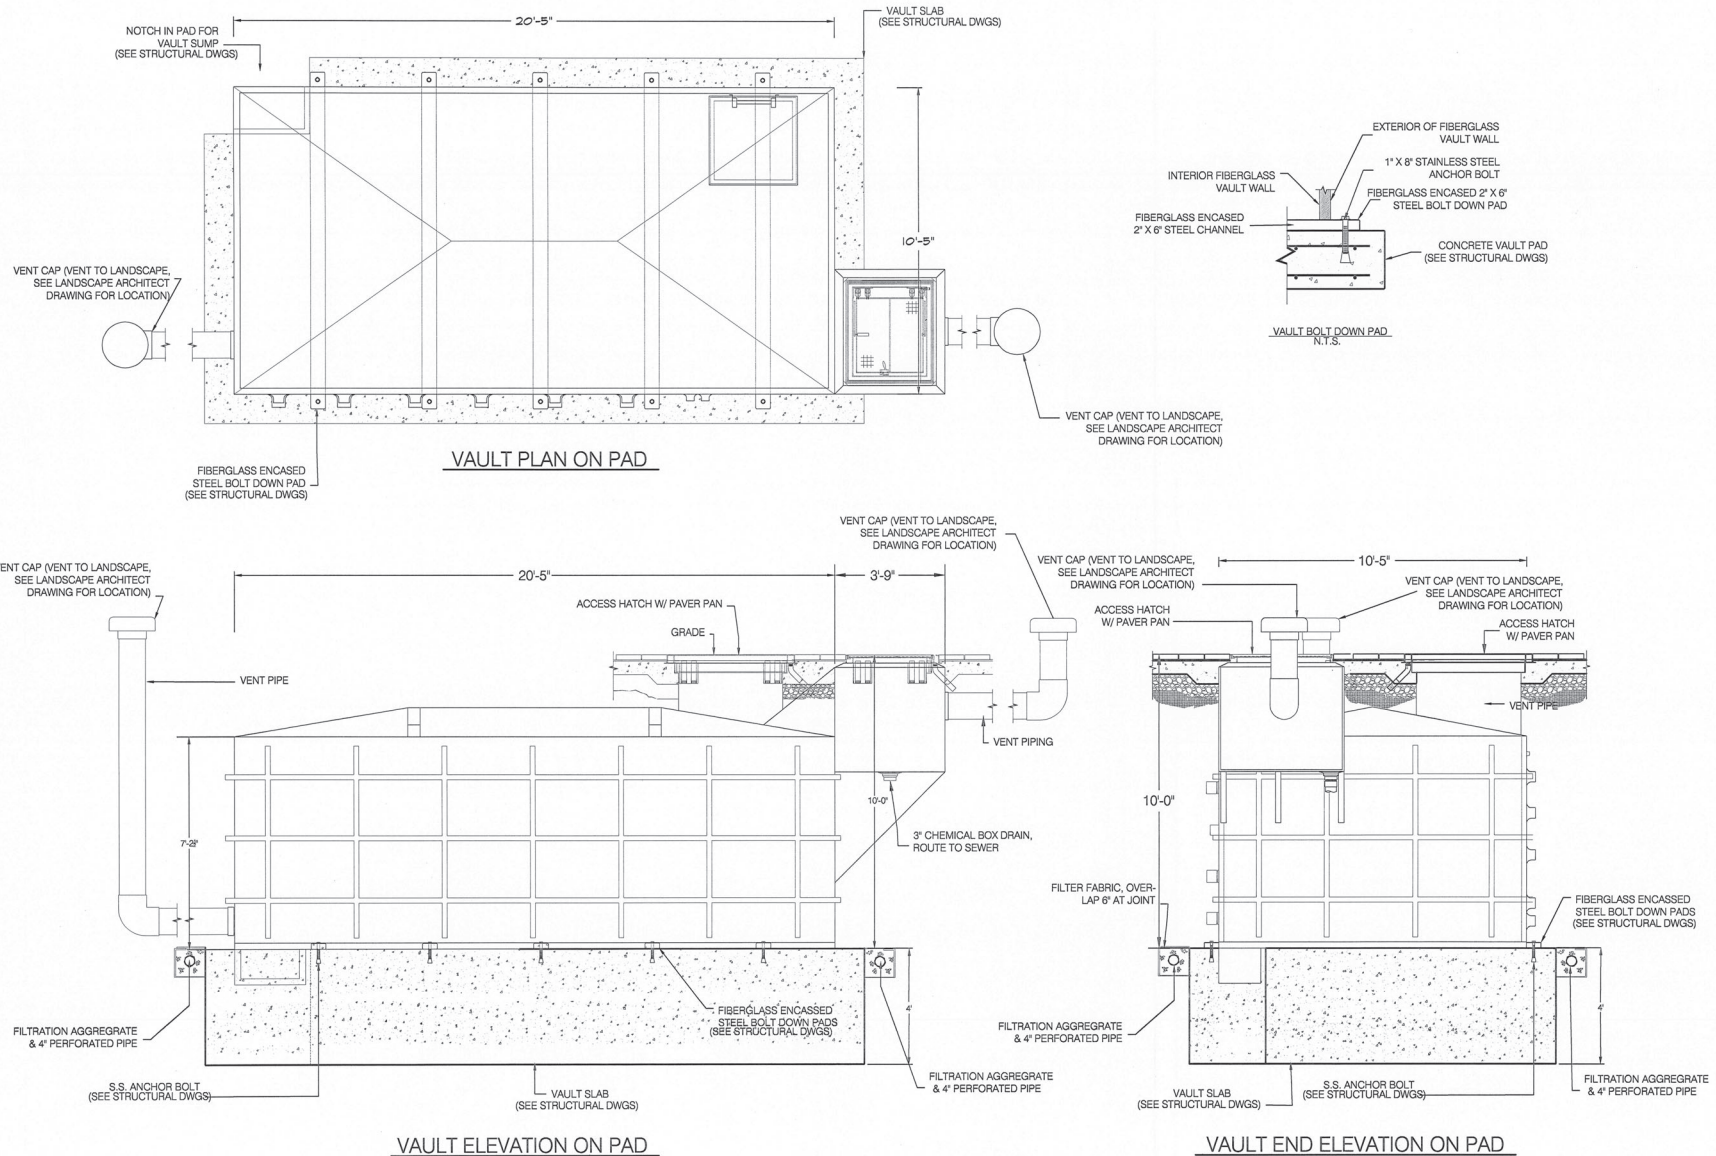 20'-5"
VAULT SLAB
(SEE STRUCTURAL DWGS)
NOTCH IN PAD FOR
VAULT SUMP
(SEE STRUCTURAL DWGS)
10'-5"
VENT CAP (VENT TO LANDSCAPE,
SEE LANDSCAPE ARCHITECT
DRAWING FOR LOCATION)
VENT CAP (VENT TO LANDSCAPE,
SEE LANDSCAPE ARCHITECT
DRAWING FOR LOCATION)
FIBERGLASS ENCASED
STEEL BOLT DOWN PAD
(SEE STRUCTURAL DWGS)
VAULT PLAN ON PAD
EXTERIOR OF FIBERGLASS
VAULT WALL
1" X 8" STAINLESS STEEL
ANCHOR BOLT
INTERIOR FIBERGLASS
VAULT WALL
FIBERGLASS ENCASED 2" X 6"
STEEL BOLT DOWN PAD
FIBERGLASS ENCASED
2" X 6" STEEL CHANNEL
CONCRETE VAULT PAD
(SEE STRUCTURAL DWGS)
VAULT BOLT DOWN PAD
N.T.S.
VENT CAP (VENT TO LANDSCAPE,
SEE LANDSCAPE ARCHITECT
DRAWING FOR LOCATION)
20'-5"
3'-9"
VENT CAP (VENT TO LANDSCAPE,
SEE LANDSCAPE ARCHITECT
DRAWING FOR LOCATION)
ACCESS HATCH W/ PAVER PAN
GRADE
VENT PIPE
VENT PIPING
7'-2"
10'-0"
3" CHEMICAL BOX DRAIN,
ROUTE TO SEWER
FIBERGLASS ENCASSED
STEEL BOLT DOWN PADS
(SEE STRUCTURAL DWGS)
4'
FILTRATION AGGREGRATE
& 4" PERFORATED PIPE
S.S. ANCHOR BOLT
(SEE STRUCTURAL DWGS)
VAULT SLAB
(SEE STRUCTURAL DWGS)
FILTRATION AGGREGRATE
& 4" PERFORATED PIPE
VAULT ELEVATION ON PAD
VENT CAP (VENT TO LANDSCAPE,
SEE LANDSCAPE ARCHITECT
DRAWING FOR LOCATION)
10'-5"
VENT CAP (VENT TO LANDSCAPE,
SEE LANDSCAPE ARCHITECT
DRAWING FOR LOCATION)
ACCESS HATCH
W/ PAVER PAN
ACCESS HATCH
W/ PAVER PAN
VENT PIPE
10'-0"
FILTER FABRIC, OVER-
LAP 6" AT JOINT
FIBERGLASS ENCASSED
STEEL BOLT DOWN PADS
(SEE STRUCTURAL DWGS)
4'
FILTRATION AGGREGRATE
& 4" PERFORATED PIPE
VAULT SLAB
(SEE STRUCTURAL DWGS)
S.S. ANCHOR BOLT
(SEE STRUCTURAL DWGS)
FILTRATION AGGREGRATE
& 4" PERFORATED PIPE
VAULT END ELEVATION ON PAD